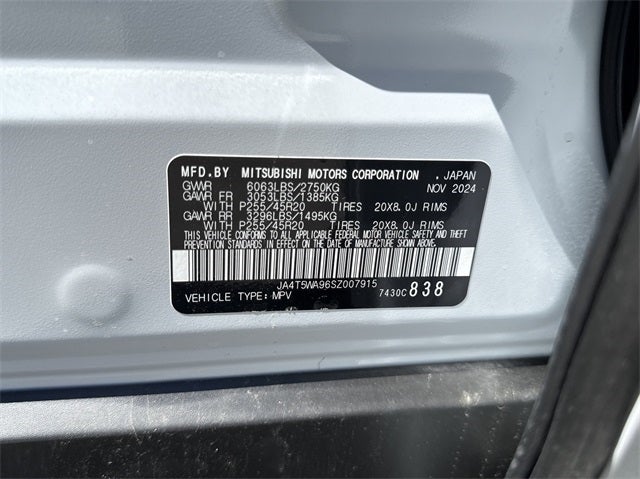 MFD.BY MITSUBISHI MOTORS CORPORATION , JAPAN
GVWR 6063LBS/2750KG NOV 2024
GAWR FR 3053LBS/1385KG
WITH P255/45R20 TIRES 20X8.0J RIMS
GAWR RR 3296LBS/1495KG
WITH P255/45R20 TIRES 20X8.0J RIMS
THIS VEHICLE CONFORMS TO ALL APPLICABLE FEDERAL MOTOR VEHICLE SAFETY AND THEFT
PREVENTION STANDARDS IN EFFECT ON THE DATE OF MANUFACTURE SHOWN ABOVE.
JA4T5WA96SZ007915
VEHICLE TYPE: MPV 7430C 838